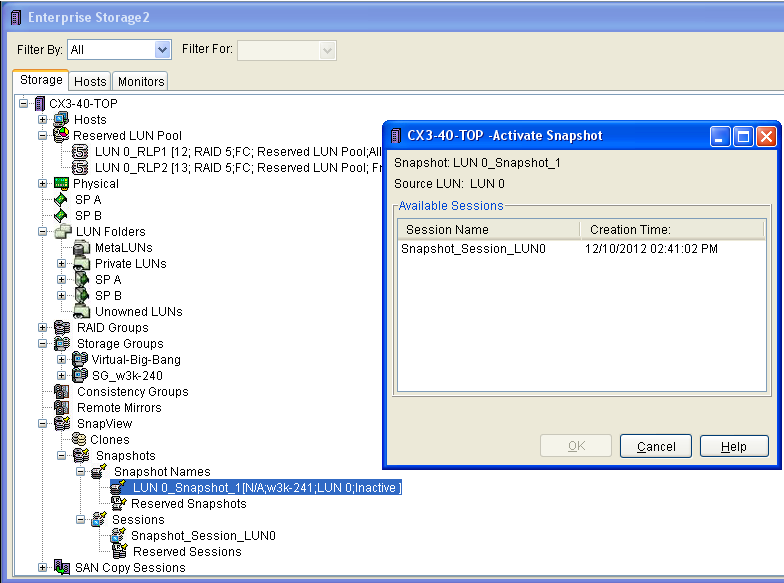 Enterprise Storage2
Filter By: All Filter For:
Storage Hosts Monitors
CX3-40-TOP
Hosts
Reserved LUN Pool
LUN 0_RLP1 [12; RAID 5;FC; Reserved LUN Pool;All
LUN 0_RLP2 [13; RAID 5;FC; Reserved LUN Pool; Fr
Physical
SP A
SP B
LUN Folders
MetaLUNs
Private LUNs
SP A
SP B
Unowned LUNs
RAID Groups
Storage Groups
Virtual-Big-Bang
SG_w3k-240
Consistency Groups
Remote Mirrors
SnapView
Clones
Snapshots
Snapshot Names
LUN 0_Snapshot_1[N/A;w3k-241;LUN 0;Inactive ]
Reserved Snapshots
Sessions
Snapshot_Session_LUN0
Reserved Sessions
SAN Copy Sessions
CX3-40-TOP -Activate Snapshot
Snapshot: LUN 0_Snapshot_1
Source LUN: LUN 0
Available Sessions
Session Name Creation Time:
Snapshot_Session_LUN0 12/10/2012 02:41:02 PM
OK Cancel Help